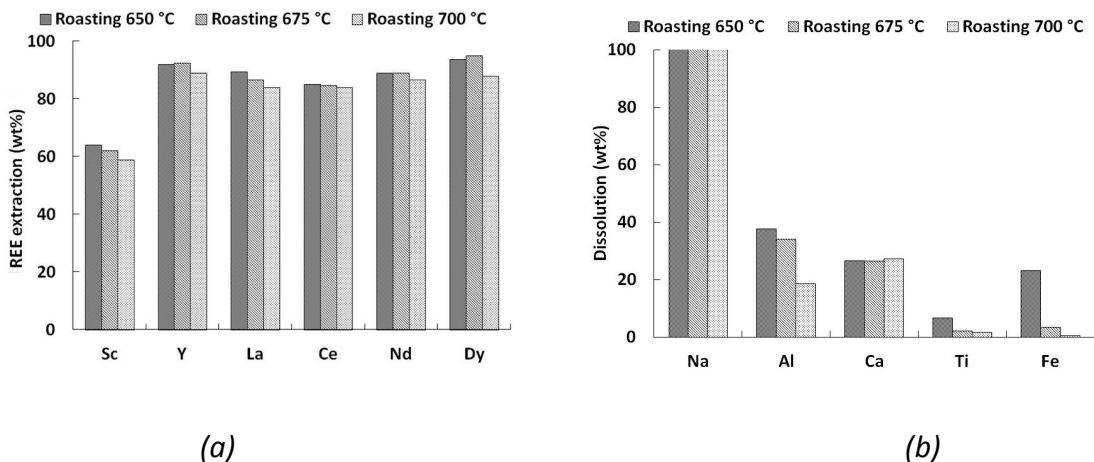 Roasting 650 °C Roasting 675 °C Roasting 700 °C
REE extraction (wt%)
100
80
60
40
20
0
Sc Y La Ce Nd Dy
(a)
Roasting 650 °C Roasting 675 °C Roasting 700 °C
Dissolution (wt%)
100
80
60
40
20
0
Na Al Ca Ti Fe
(b)